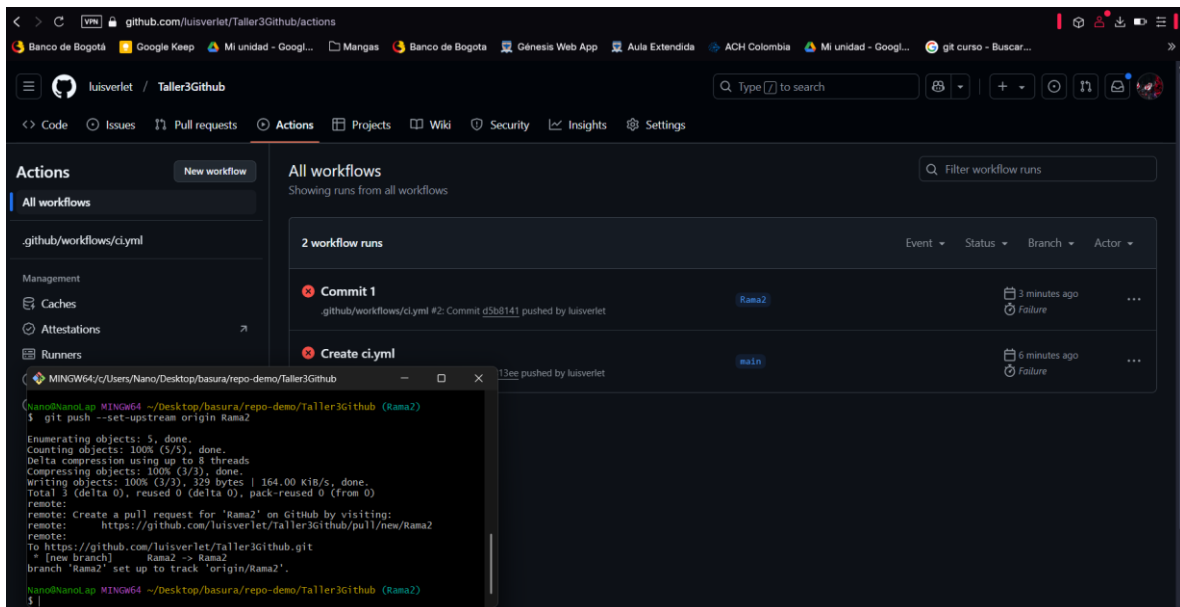 VPN github.com/luisverlet/Taller3Github/actions
Banco de Bogotá Google Keep Mi unidad - Googl... Mangas Banco de Bogota Génesis Web App Aula Extendida ACH Colombia Mi unidad - Googl... git curso - Buscar... »
luisverlet / Taller3Github
Type / to search
Code Issues Pull requests Actions Projects Wiki Security Insights Settings
Actions
New workflow
All workflows
.github/workflows/ci.yml
Management
Caches
Attestations
Runners
All workflows
Showing runs from all workflows
Filter workflow runs
2 workflow runs
Event Status Branch Actor
Commit 1
.github/workflows/ci.yml #2: Commit d5b8141 pushed by luisverlet
Rama2
3 minutes ago
Failure
Create ci.yml
13ee pushed by luisverlet
main
6 minutes ago
Failure
MINGW64:/c/Users/Nano/Desktop/basura/repo-demo/Taller3Github
Nano@NanoLap MINGW64 ~/Desktop/basura/repo-demo/Taller3Github (Rama2)
$ git push --set-upstream origin Rama2
Enumerating objects: 5, done.
Counting objects: 100% (5/5), done.
Delta compression using up to 8 threads
Compressing objects: 100% (3/3), done.
Writing objects: 100% (3/3), 329 bytes | 164.00 KiB/s, done.
Total 3 (delta 0), reused 0 (delta 0), pack-reused 0 (from 0)
remote:
remote: Create a pull request for 'Rama2' on GitHub by visiting:
remote: https://github.com/luisverlet/Taller3Github/pull/new/Rama2
remote:
To https://github.com/luisverlet/Taller3Github.git
* [new branch] Rama2 -> Rama2
branch 'Rama2' set up to track 'origin/Rama2'.
Nano@NanoLap MINGW64 ~/Desktop/basura/repo-demo/Taller3Github (Rama2)
$